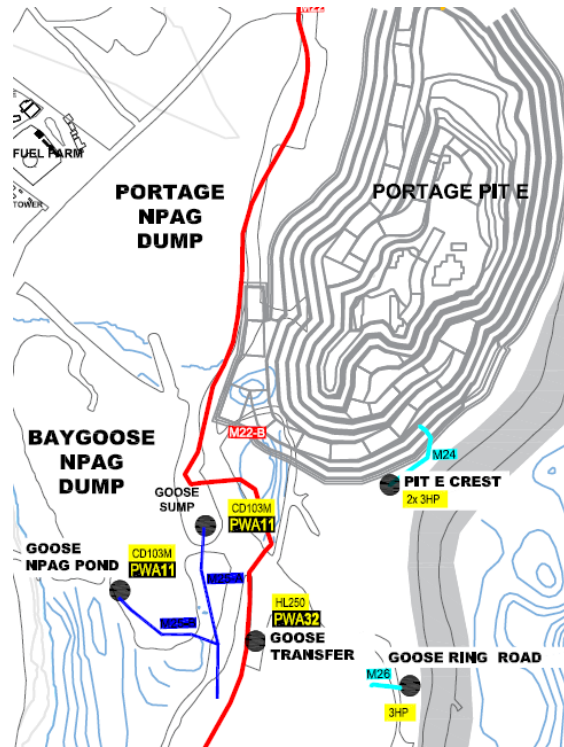 FUEL FARM
TOWER
PORTAGE
NPAG
DUMP
PORTAGE PIT E
M22-B
BAYGOOSE
NPAG
DUMP
M24
PIT E CREST
2x 3HP
GOOSE
SUMP
CD103M
PWA11
GOOSE
NPAG POND
CD103M
PWA11
HL250
PWA32
GOOSE
TRANSFER
GOOSE RING ROAD
M26
3HP